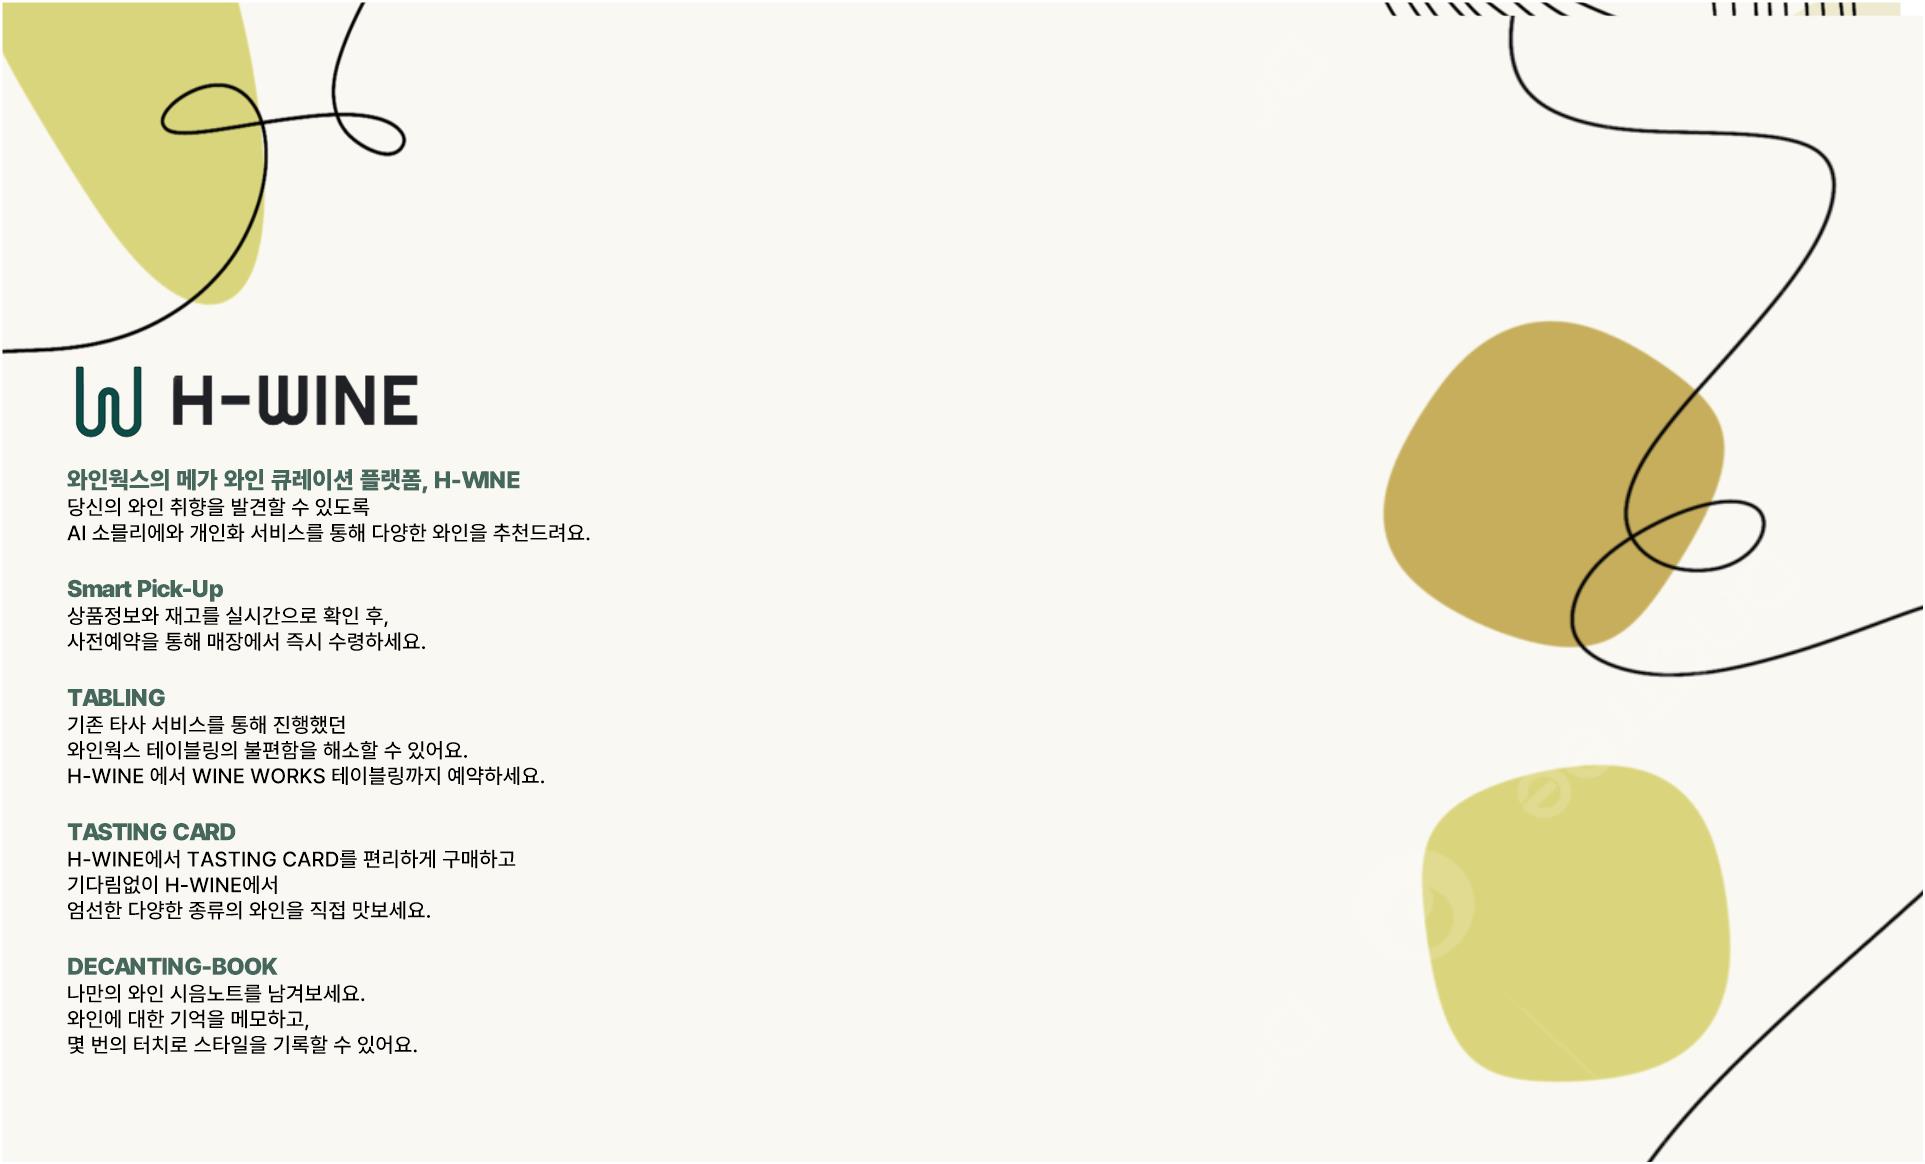 H-WINE
와인웍스의 메가 와인 큐레이션 플랫폼, H-WINE
당신의 와인 취향을 발견할 수 있도록
AI 소믈리에와 개인화 서비스를 통해 다양한 와인을 추천드려요.
Smart Pick-Up
상품정보와 재고를 실시간으로 확인 후,
사전예약을 통해 매장에서 즉시 수령하세요.
TABLING
기존 타사 서비스를 통해 진행했던
와인웍스 테이블링의 불편함을 해소할 수 있어요.
H-WINE 에서 WINE WORKS 테이블링까지 예약하세요.
TASTING CARD
H-WINE에서 TASTING CARD를 편리하게 구매하고
기다림없이 H-WINE에서
엄선한 다양한 종류의 와인을 직접 맛보세요.
DECANTING-BOOK
나만의 와인 시음노트를 남겨보세요.
와인에 대한 기억을 메모하고,
몇 번의 터치로 스타일을 기록할 수 있어요.